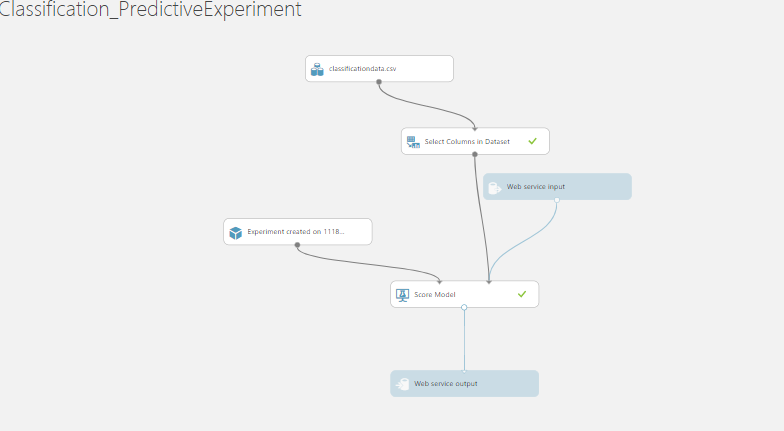 Classification_PredictiveExperiment
classificationdata.csv
Select Columns in Dataset
Web service input
Experiment created on 1118...
Score Model
Web service output